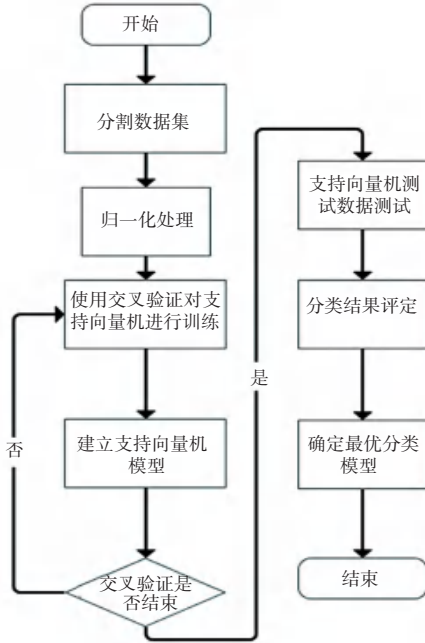 开始
分割数据集
归一化处理
使用交叉验证对支
持向量机进行训练
建立支持向量机
模型
交叉验证是
否结束
否
是
支持向量机测
试数据测试
分类结果评定
确定最优分类
模型
结束